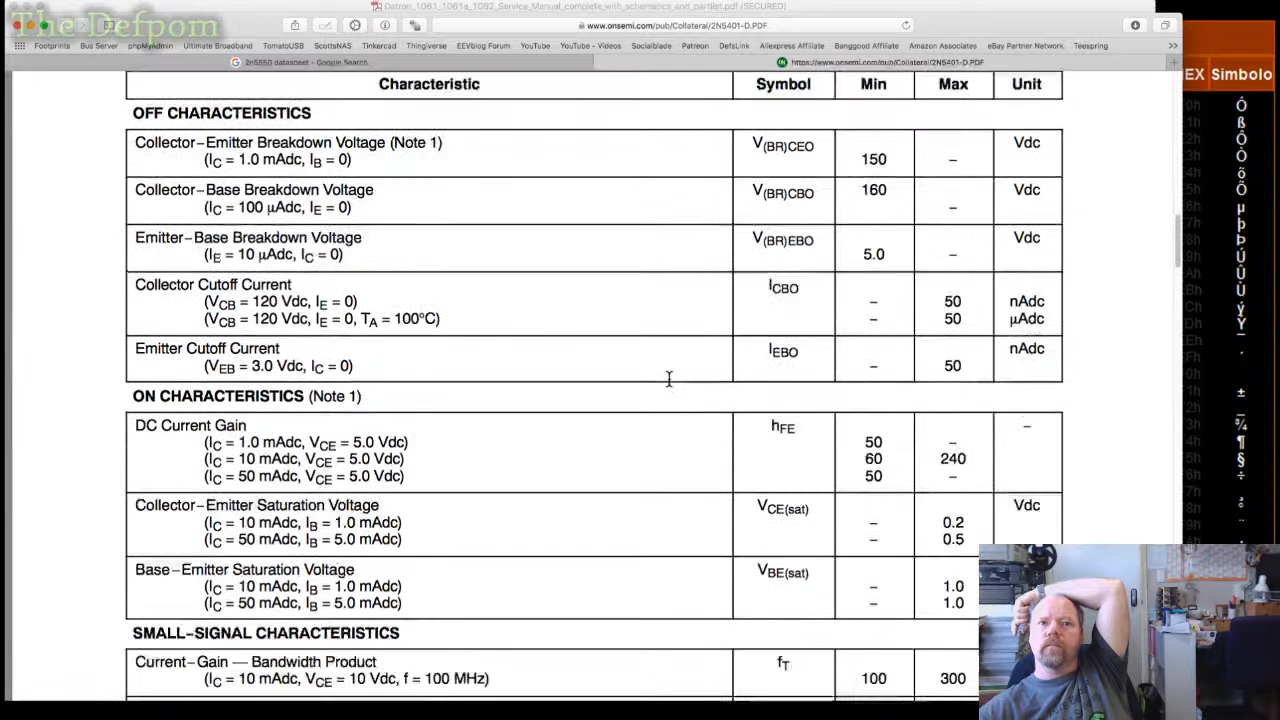 Datron_1061_1061a_1062_Service_Manual_complete_with_schematics_and_partlist.pdf (SECURED)
The Defpom
www.onsemi.com/pub/Collateral/2N5401-D.PDF
Footprints Bus Server phpMyAdmin Ultimate Broadband TomatoUSB ScottsNAS Tinkercad Thingiverse EEVblog Forum YouTube YouTube - Videos Socialblade Patreon DefsLink Aliexpress Affiliate Banggood Affiliate Amazon Associates eBay Partner Network Teespring
2n5550 datasheet - Google Search https://www.onsemi.com/pub/Collateral/2N5401-D.PDF
EX Simbolo
Characteristic Symbol Min Max Unit
OFF CHARACTERISTICS
Collector–Emitter Breakdown Voltage (Note 1) V(BR)CEO Vdc
(IC = 1.0 mAdc, IB = 0) 150 –
Collector–Base Breakdown Voltage V(BR)CBO 160 Vdc
(IC = 100 µAdc, IE = 0) –
Emitter–Base Breakdown Voltage V(BR)EBO Vdc
(IE = 10 µAdc, IC = 0) 5.0 –
Collector Cutoff Current ICBO
(VCB = 120 Vdc, IE = 0) – 50 nAdc
(VCB = 120 Vdc, IE = 0, TA = 100°C) – 50 µAdc
Emitter Cutoff Current IEBO nAdc
(VEB = 3.0 Vdc, IC = 0) – 50
ON CHARACTERISTICS (Note 1)
DC Current Gain hFE –
(IC = 1.0 mAdc, VCE = 5.0 Vdc) 50 –
(IC = 10 mAdc, VCE = 5.0 Vdc) 60 240
(IC = 50 mAdc, VCE = 5.0 Vdc) 50 –
Collector–Emitter Saturation Voltage VCE(sat) Vdc
(IC = 10 mAdc, IB = 1.0 mAdc) – 0.2
(IC = 50 mAdc, IB = 5.0 mAdc) – 0.5
Base–Emitter Saturation Voltage VBE(sat)
(IC = 10 mAdc, IB = 1.0 mAdc) – 1.0
(IC = 50 mAdc, IB = 5.0 mAdc) – 1.0
SMALL–SIGNAL CHARACTERISTICS
Current–Gain — Bandwidth Product fT
(IC = 10 mAdc, VCE = 10 Vdc, f = 100 MHz) 100 300